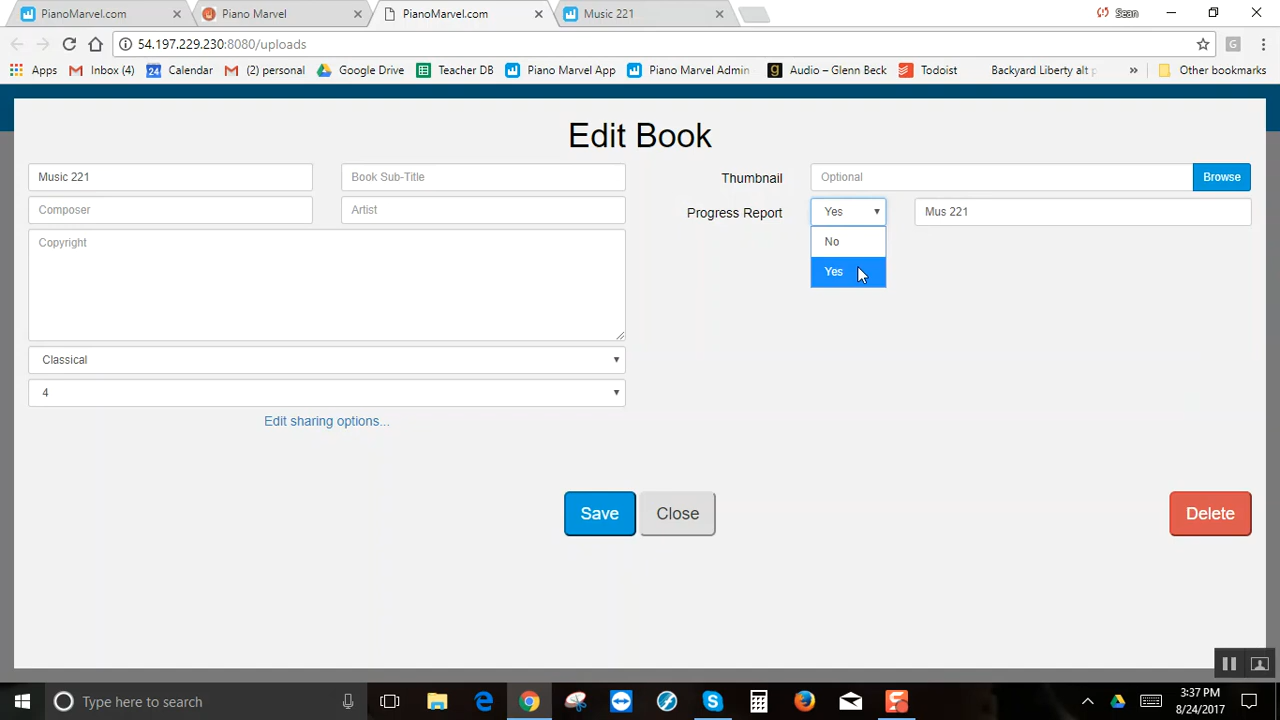 PianoMarvel.com
Piano Marvel
PianoMarvel.com
Music 221
Sean
54.197.229.230:8080/uploads
Apps
Inbox (4)
24
Calendar
(2) personal
Google Drive
Teacher DB
Piano Marvel App
Piano Marvel Admin
Audio – Glenn Beck
Todoist
Backyard Liberty alt p
Other bookmarks
Edit Book
Music 221
Book Sub-Title
Thumbnail
Optional
Browse
Composer
Artist
Progress Report
Yes
Mus 221
Copyright
No
Yes
Classical
4
Edit sharing options...
Save
Close
Delete
Type here to search
3:37 PM
8/24/2017